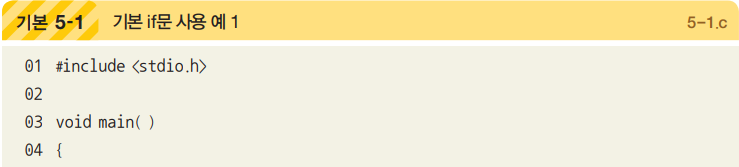 기본 5-1 기본 if문 사용 예 1 5-1.c
01 #include <stdio.h>
02
03 void main( )
04 {